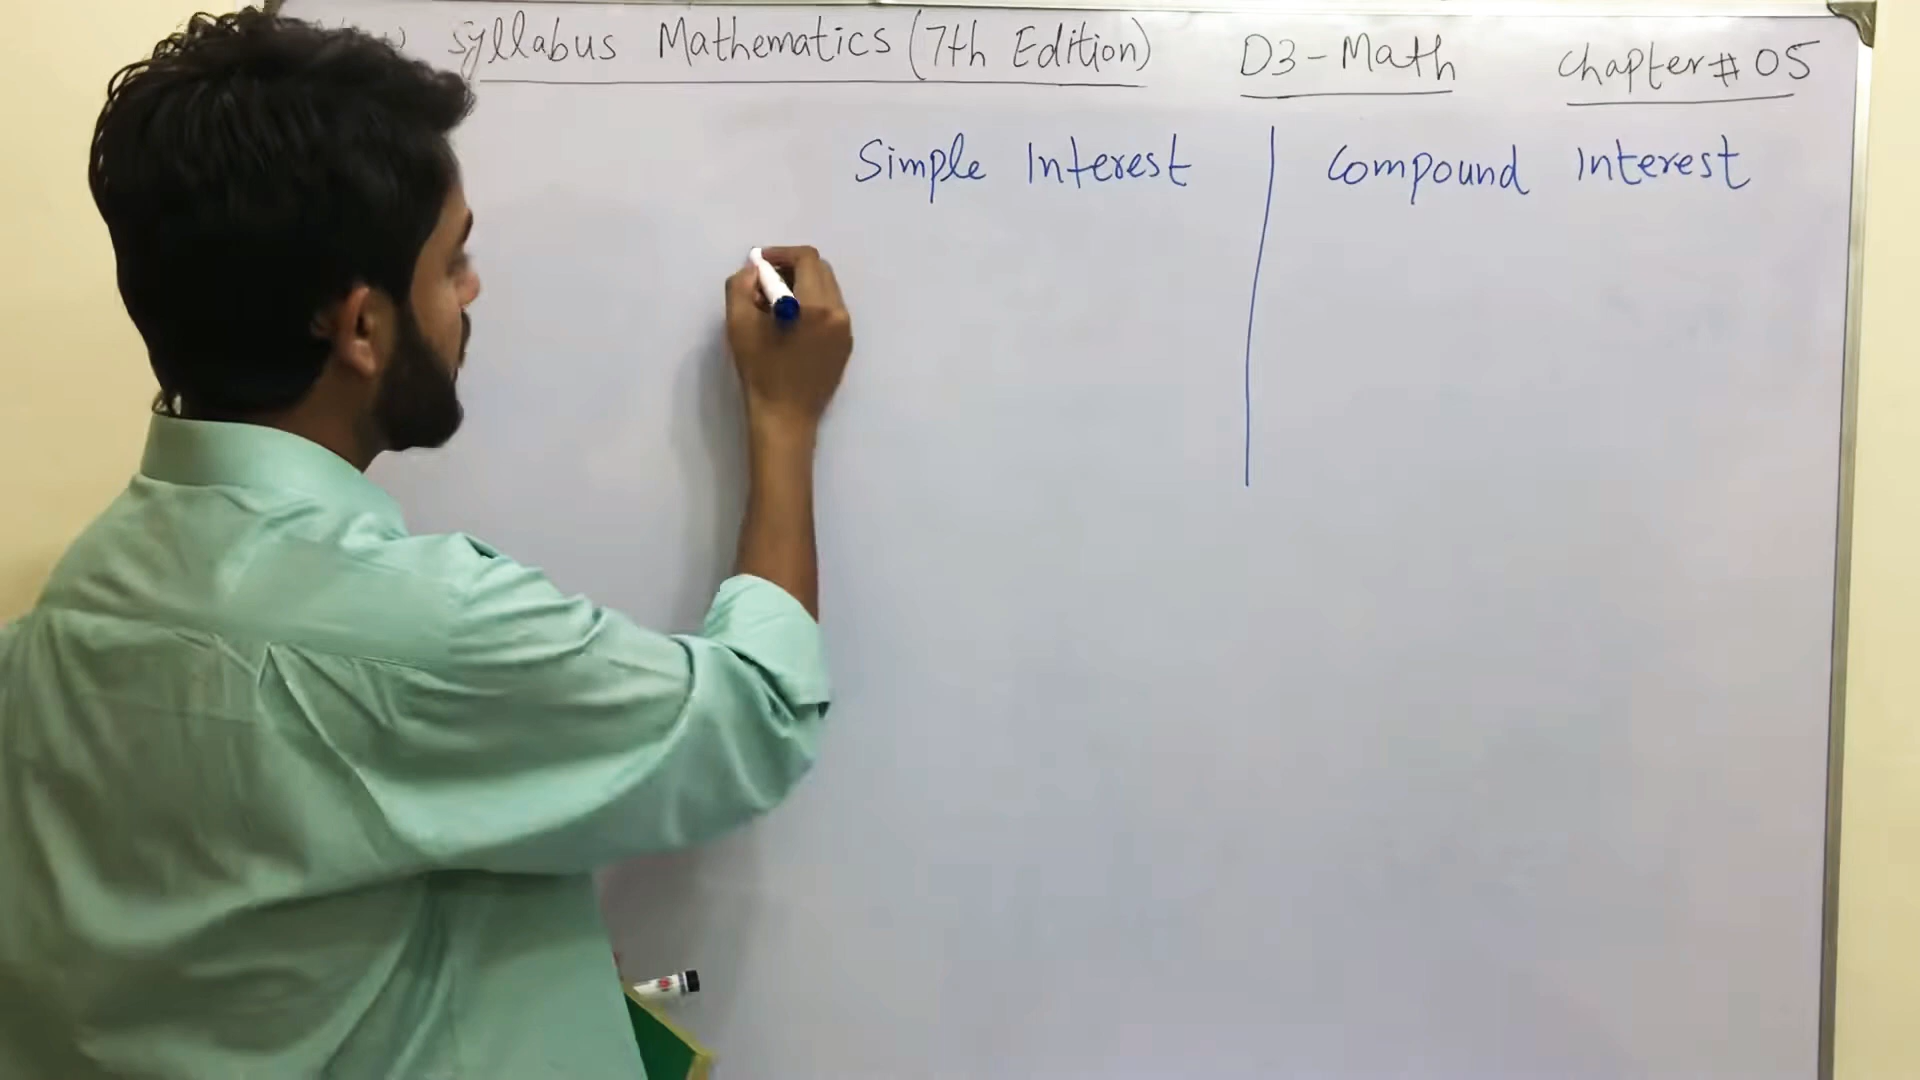 Syllabus Mathematics (7th Edition) D3-Math Chapter # 05
Simple Interest Compound Interest